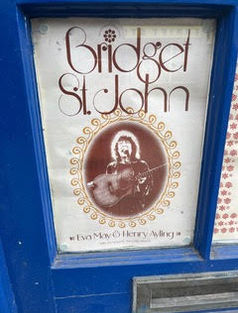 Bridget
St. John
Eva May & Henry Ayling